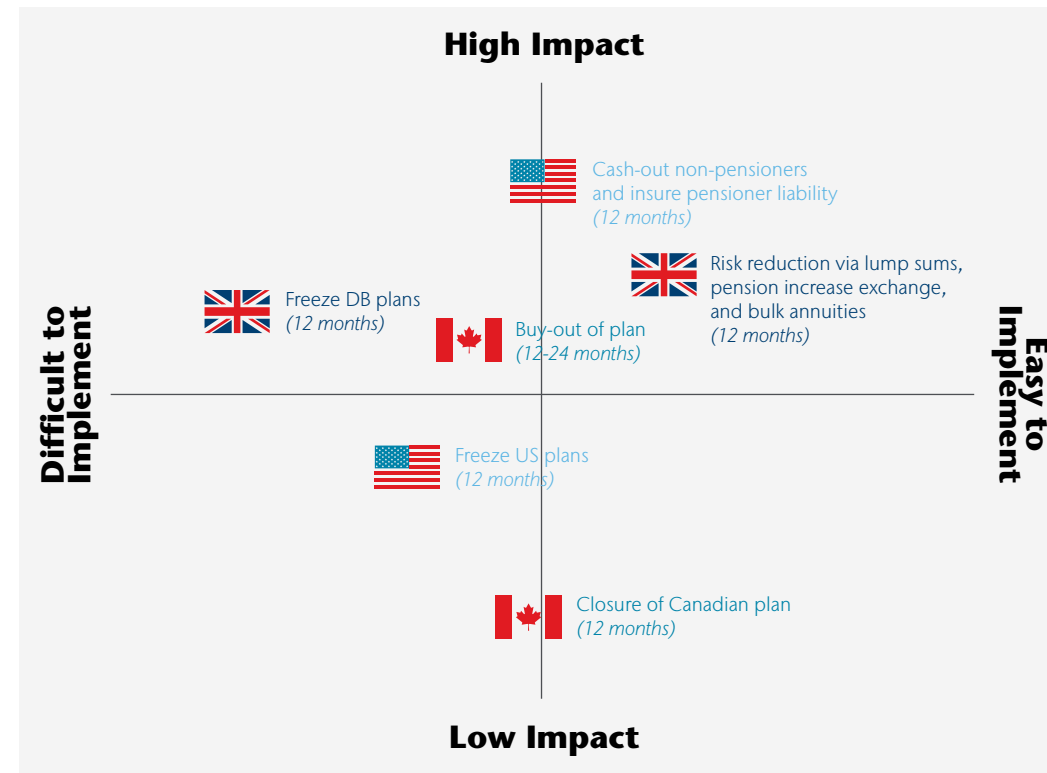 High Impact
Cash-out non-pensioners
and insure pensioner liability
(12 months)
Risk reduction via lump sums,
pension increase exchange,
and bulk annuities
(12 months)
Freeze DB plans
(12 months)
Buy-out of plan
(12-24 months)
Difficult to
Implement
Easy to
Implement
Freeze US plans
(12 months)
Closure of Canadian plan
(12 months)
Low Impact